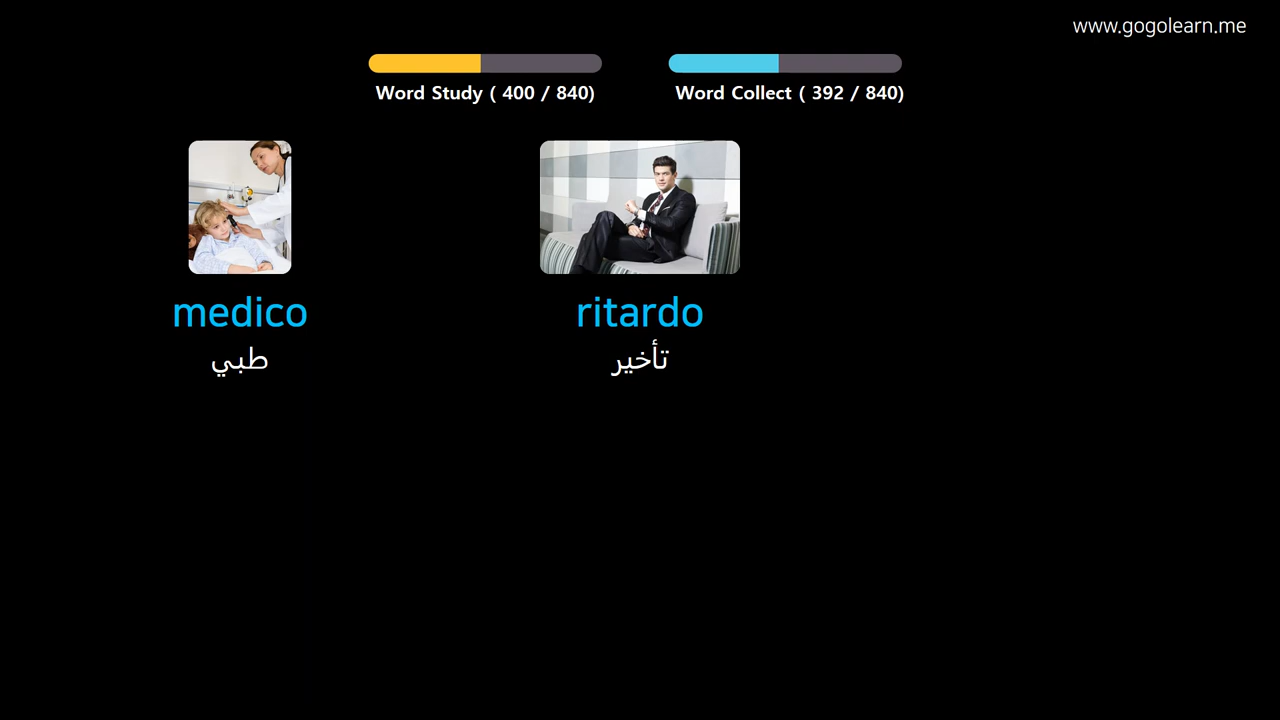 www.gogolearn.me
Word Study ( 400 / 840)
Word Collect ( 392 / 840)
medico
طبي
ritardo
تأخير